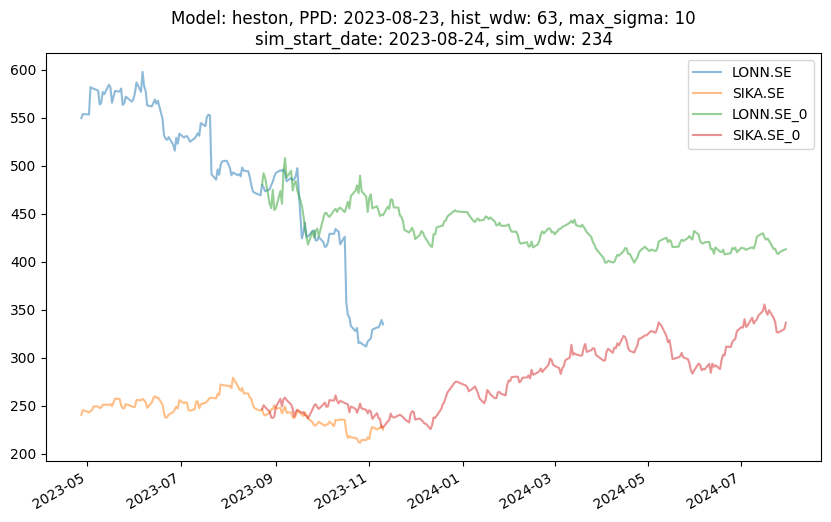 Model: heston, PPD: 2023-08-23, hist_wdw: 63, max_sigma: 10
sim_start_date: 2023-08-24, sim_wdw: 234
LONN.SE
SIKA.SE
LONN.SE_0
SIKA.SE_0
600
550
500
450
400
350
300
250
200
2023-05
2023-07
2023-09
2023-11
2024-01
2024-03
2024-05
2024-07